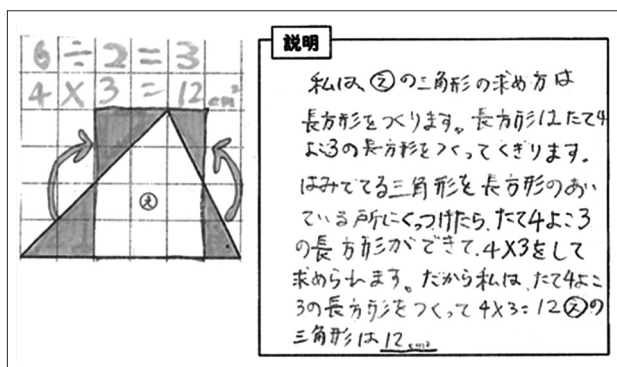 6÷2=3
4×3=12cm²
え
説明
私は、えの三角形の求め方は
長方形をつくります。長方形はたて4
よこ3の長方形をつくってくぎります。
はみでてる三角形を長方形のあい
ている所にくっつけたら、たて4よこ3
の長方形ができて、4×3をして
求められます。だから私は、たて4よこ
3の長方形をつくって4×3=12えの
三角形は12cm²